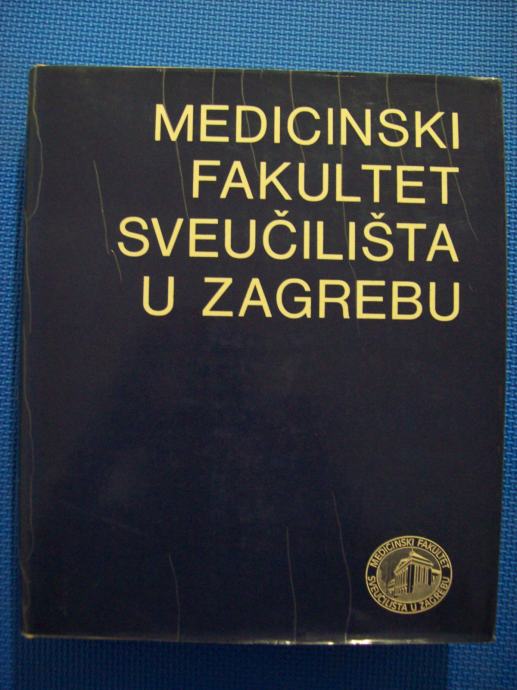 MEDICINSKI
FAKULTET
SVEUČILIŠTA
U ZAGREBU
MEDICINSKI FAKULTET
SVEUČILIŠTA U ZAGREBU